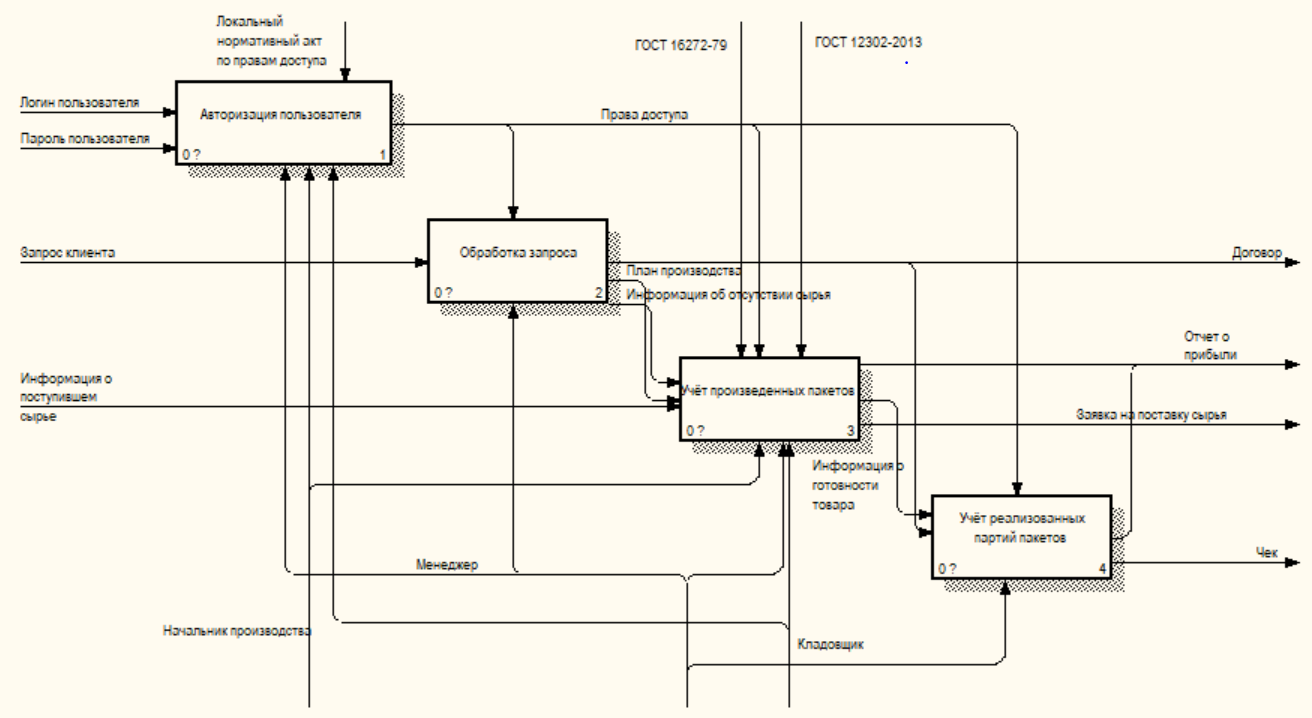 Локальный
нормативный акт
по правам доступа
ГОСТ 16272-79
ГОСТ 12302-2013
Логин пользователя
Пароль пользователя
Авторизация пользователя
0 ?
1
Права доступа
Запрос клиента
Обработка запроса
0 ?
2
Договор
План производства
Информация об отсутствии сырья
Отчет о
прибыли
Информация о
поступившем
сырье
Учёт произведенных пакетов
0 ?
3
Заявка на поставку сырья
Информация о
готовности
товара
Учёт реализованных
партий пакетов
0 ?
4
Чек
Менеджер
Начальник производства
Кладовщик